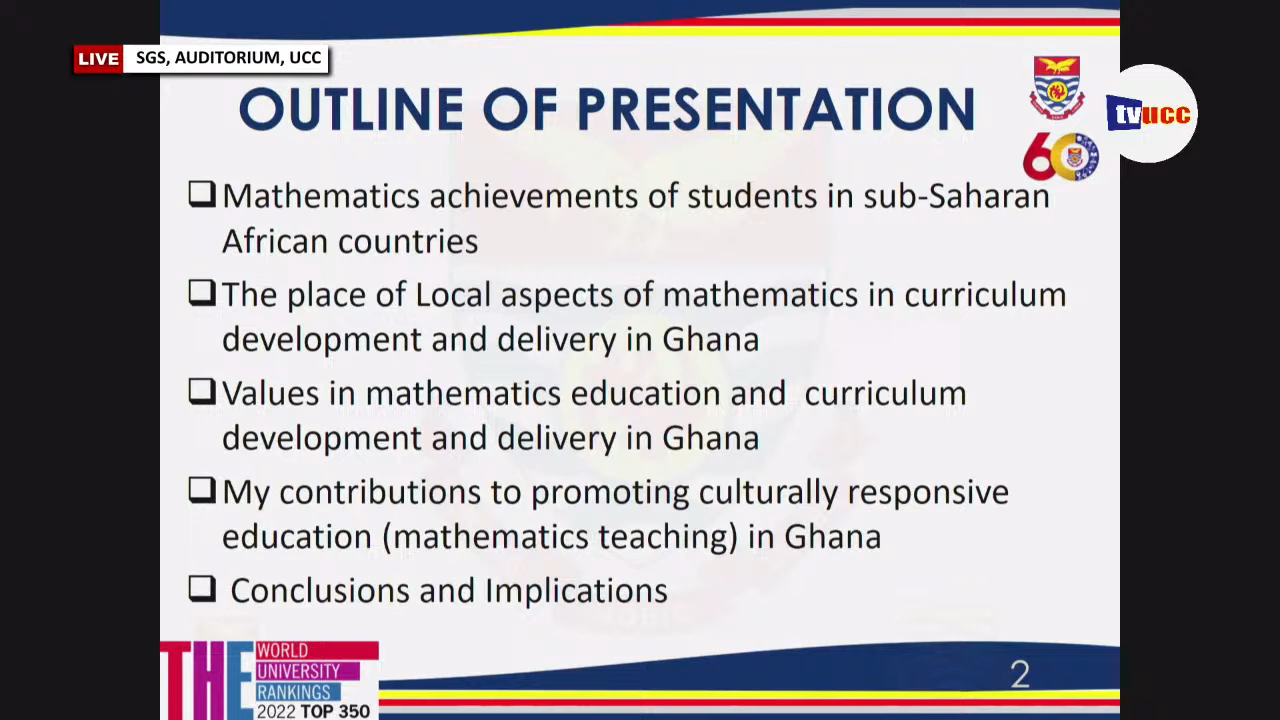 LIVE SGS, AUDITORIUM, UCC
OUTLINE OF PRESENTATION
tvucc
60
Mathematics achievements of students in sub-Saharan
African countries
The place of Local aspects of mathematics in curriculum
development and delivery in Ghana
Values in mathematics education and curriculum
development and delivery in Ghana
My contributions to promoting culturally responsive
education (mathematics teaching) in Ghana
Conclusions and Implications
THE
WORLD
UNIVERSITY
RANKINGS
2022 TOP 350
2